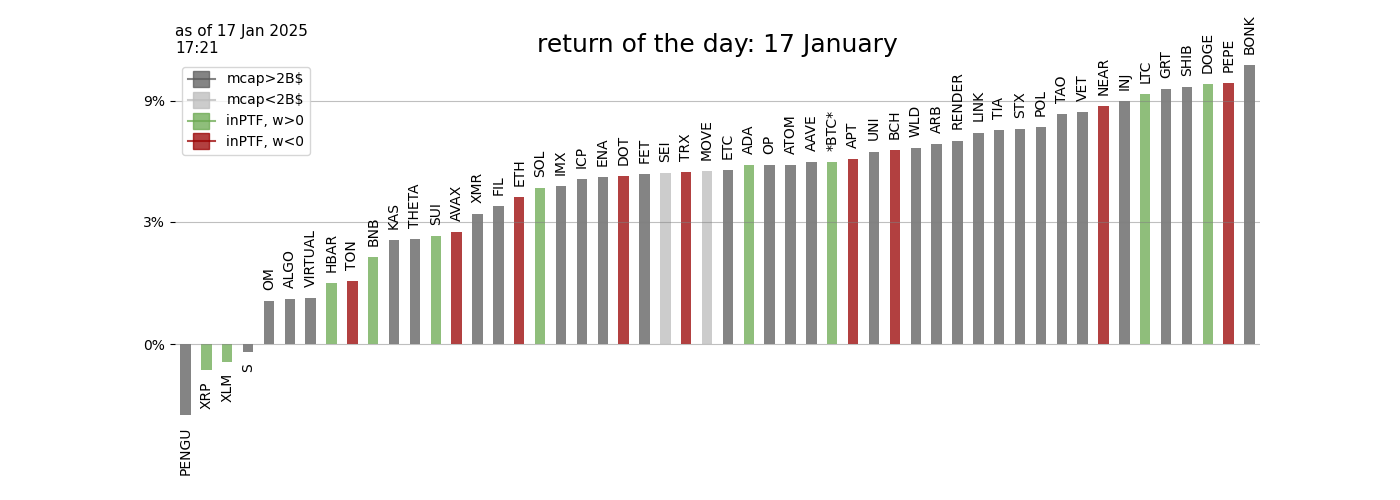 as of 17 Jan 2025
17:21
return of the day: 17 January
mcap>2B$
mcap<2B$
inPTF, w>0
inPTF, w<0
9%
3%
0%
PENGU
XRP
XLM
S
OM
ALGO
VIRTUAL
HBAR
TON
BNB
KAS
THETA
SUI
AVAX
XMR
FIL
ETH
SOL
IMX
ICP
ENA
DOT
FET
SEI
TRX
MOVE
ETC
ADA
OP
ATOM
AAVE
*BTC*
APT
UNI
BCH
WLD
ARB
RENDER
LINK
TIA
STX
POL
TAO
VET
NEAR
INJ
LTC
GRT
SHIB
DOGE
PEPE
BONK